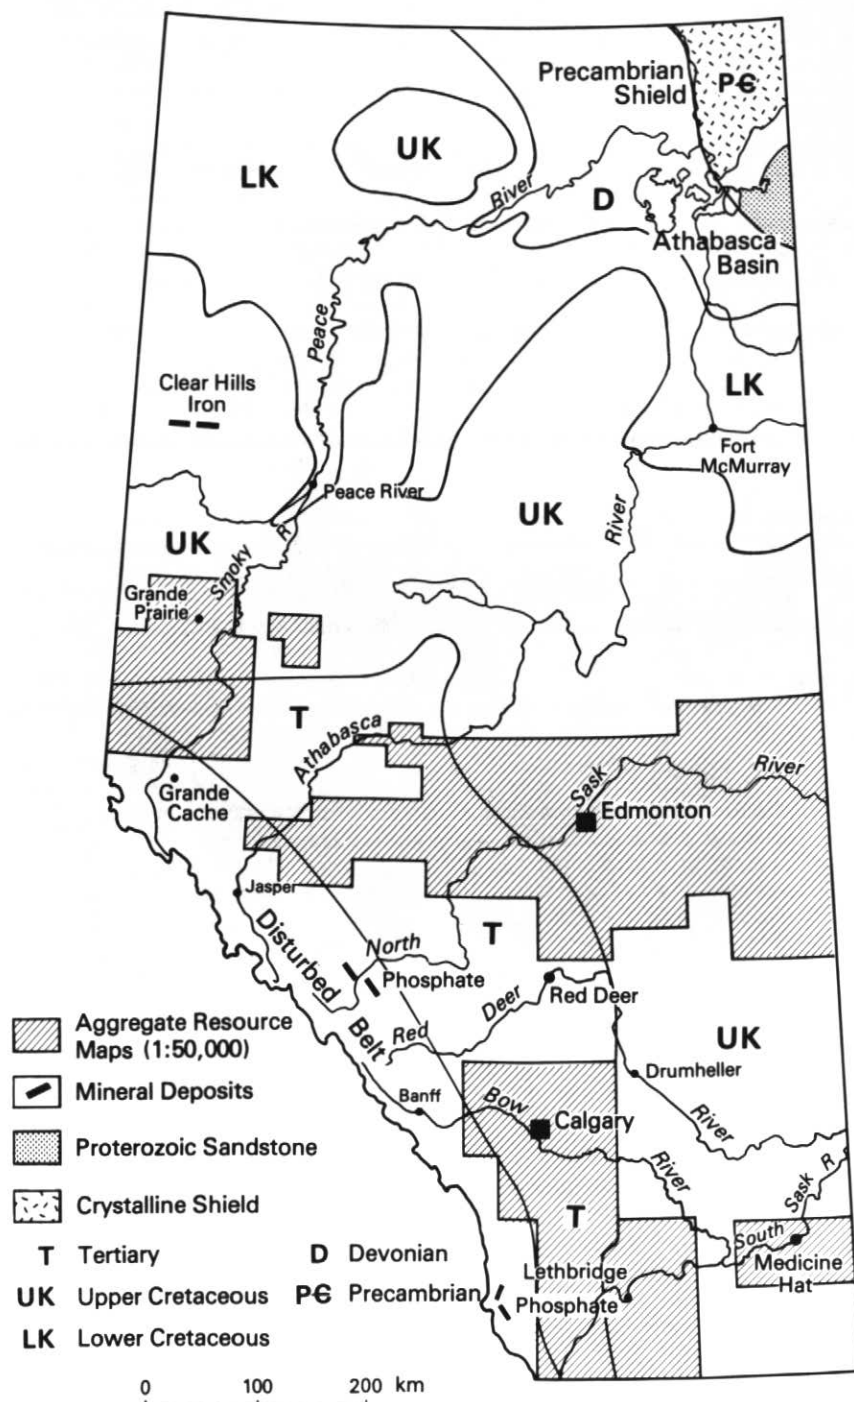 Precambrian
Shield
P€
UK
LK
River
D
Athabasca
Basin
Peace
Clear Hills
Iron
LK
Fort
McMurray
Peace River
UK
River
UK
Smoky
R
Grande
Prairie
T
Athabasca
Sask
River
Edmonton
Grande
Cache
Jasper
Disturbed
Belt
North
T
Phosphate
Deer
Red Deer
Red
UK
Drumheller
Banff
Bow
Calgary
River
River
Sask
R
T
South
Medicine
Hat
Lethbridge
Phosphate
Aggregate Resource
Maps (1:50,000)
Mineral Deposits
Proterozoic Sandstone
Crystalline Shield
T Tertiary
D Devonian
UK Upper Cretaceous
P€ Precambrian
LK Lower Cretaceous
0 100 200 km